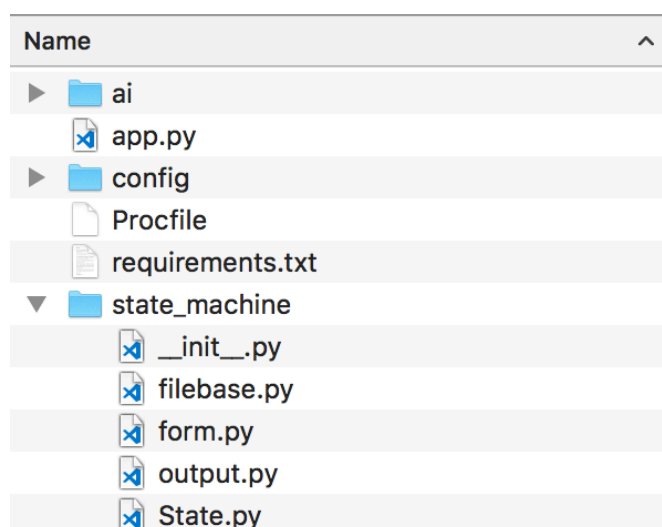 Name
ai
app.py
config
Procfile
requirements.txt
state_machine
__init__.py
filebase.py
form.py
output.py
State.py